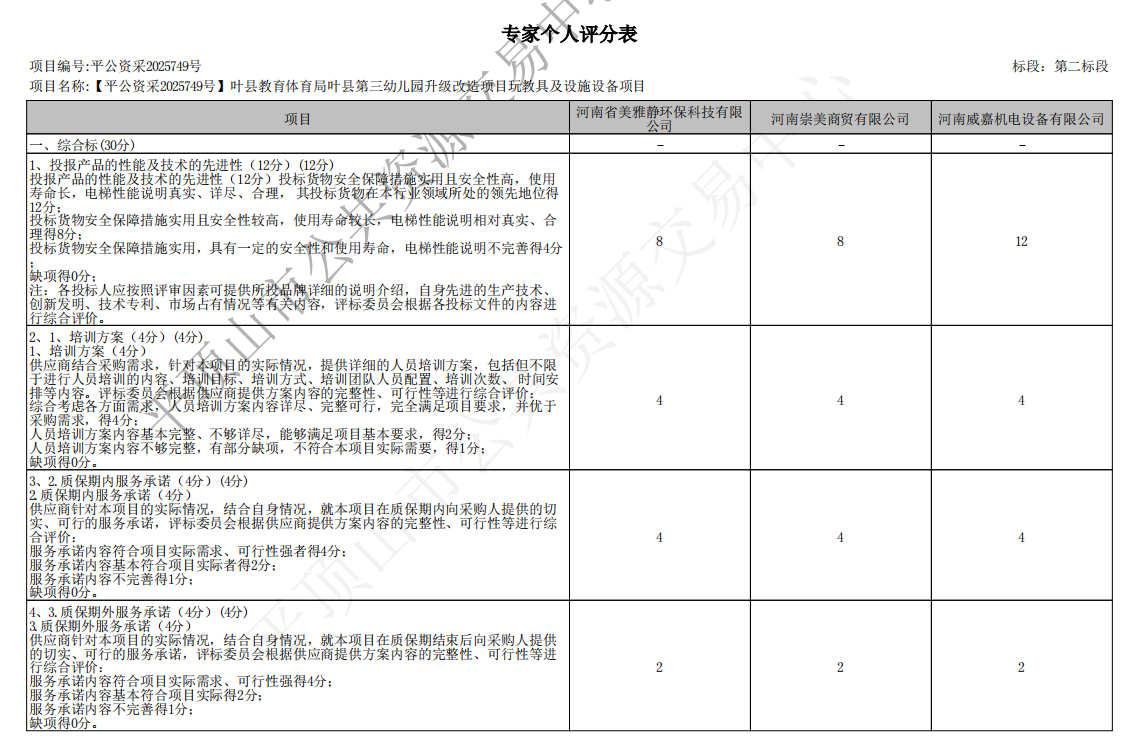 专家个人评分表
项目编号:平公资采2025749号
标段：第二标段
项目名称:【平公资采2025749号】叶县教育体育局叶县第三幼儿园升级改造项目玩教具及设施设备项目
项目
河南省美雅静环保科技有限
公司
河南崇美商贸有限公司
河南威嘉机电设备有限公司
一、综合标(30分)
－
－
－
1、投报产品的性能及技术的先进性（12分）(12分)
投报产品的性能及技术的先进性（12分）投标货物安全保障措施实用且安全性高，使用
寿命长，电梯性能说明真实、详尽、合理， 其投标货物在本行业领域所处的领先地位得
12分；
投标货物安全保障措施实用且安全性较高，使用寿命较长，电梯性能说明相对真实、合
理得8分；
投标货物安全保障措施实用，具有一定的安全性和使用寿命，电梯性能说明不完善得4分
；
缺项得0分；
注：各投标人应按照评审因素可提供所投品牌详细的说明介绍，自身先进的生产技术、
创新发明、技术专利、市场占有情况等有关内容，评标委员会根据各投标文件的内容进
行综合评价。
8
8
12
2、1、培训方案（4分）(4分)
1、培训方案（4分）
供应商结合采购需求，针对本项目的实际情况，提供详细的人员培训方案，包括但不限
于进行人员培训的内容、培训目标、培训方式、培训团队人员配置、培训次数、时间安
排等内容。评标委员会根据供应商提供方案内容的完整性、可行性等进行综合评价：
综合考虑各方面需求，人员培训方案内容详尽、完整可行，完全满足项目要求，并优于
采购需求，得4分；
人员培训方案内容基本完整、不够详尽，能够满足项目基本要求，得2分；
人员培训方案内容不够完整，有部分缺项，不符合本项目实际需要，得1分；
缺项得0分。
4
4
4
3、2.质保期内服务承诺（4分）(4分)
2.质保期内服务承诺（4分）
供应商针对本项目的实际情况，结合自身情况，就本项目在质保期内向采购人提供的切
实、可行的服务承诺，评标委员会根据供应商提供方案内容的完整性、可行性等进行综
合评价：
服务承诺内容符合项目实际需求、可行性强者得4分；
服务承诺内容基本符合项目实际者得2分；
服务承诺内容不完善得1分；
缺项得0分。
4
4
4
4、3.质保期外服务承诺（4分）(4分)
3.质保期外服务承诺（4分）
供应商针对本项目的实际情况，结合自身情况，就本项目在质保期结束后向采购人提供
的切实、可行的服务承诺，评标委员会根据供应商提供方案内容的完整性、可行性等进
行综合评价：
服务承诺内容符合项目实际需求、可行性强得4分；
服务承诺内容基本符合项目实际得2分；
服务承诺内容不完善得1分；
缺项得0分。
2
2
2
平顶山市公共资源交易中心
平顶山市公共资源交易中心